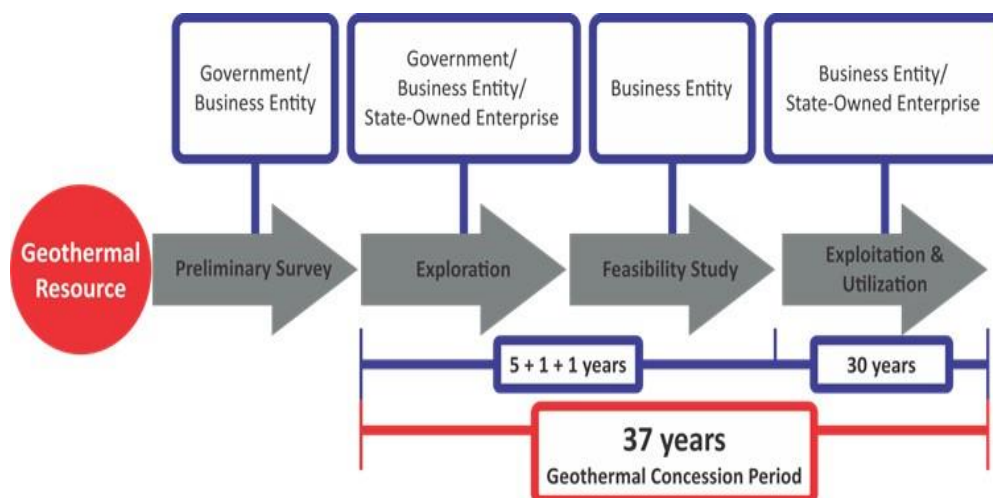 Government/
Business Entity
Government/
Business Entity/
State-Owned Enterprise
Business Entity
Business Entity/
State-Owned Enterprise
Geothermal
Resource
Preliminary Survey
Exploration
Feasibility Study
Exploitation &
Utilization
5 + 1 + 1 years
30 years
37 years
Geothermal Concession Period